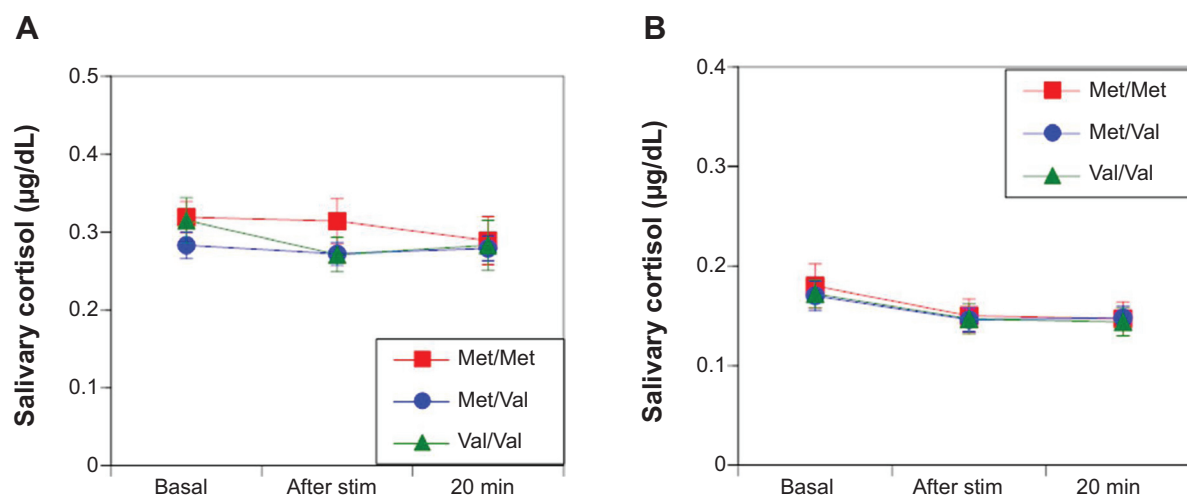 A
Salivary cortisol (µg/dL)
0.5
0.4
0.3
0.2
0.1
0
Basal
After stim
20 min
Met/Met
Met/Val
Val/Val
B
Salivary cortisol (µg/dL)
0.4
0.3
0.2
0.1
0
Basal
After stim
20 min
Met/Met
Met/Val
Val/Val